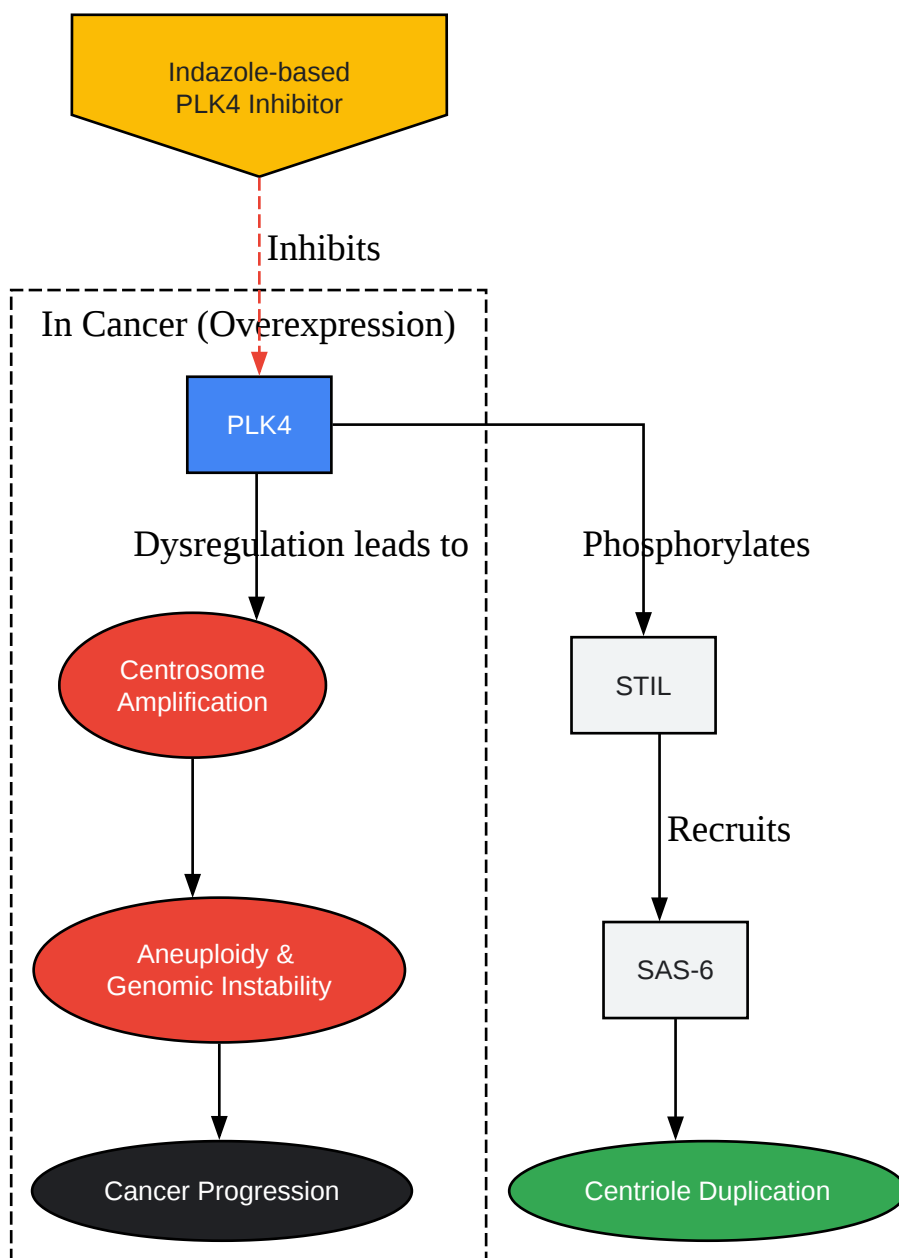 Indazole-based
PLK4 Inhibitor
Inhibits
In Cancer (Overexpression)
PLK4
Dysregulation leads to
Phosphorylates
Centrosome
Amplification
STIL
Recruits
Aneuploidy &
Genomic Instability
SAS-6
Cancer Progression
Centriole Duplication